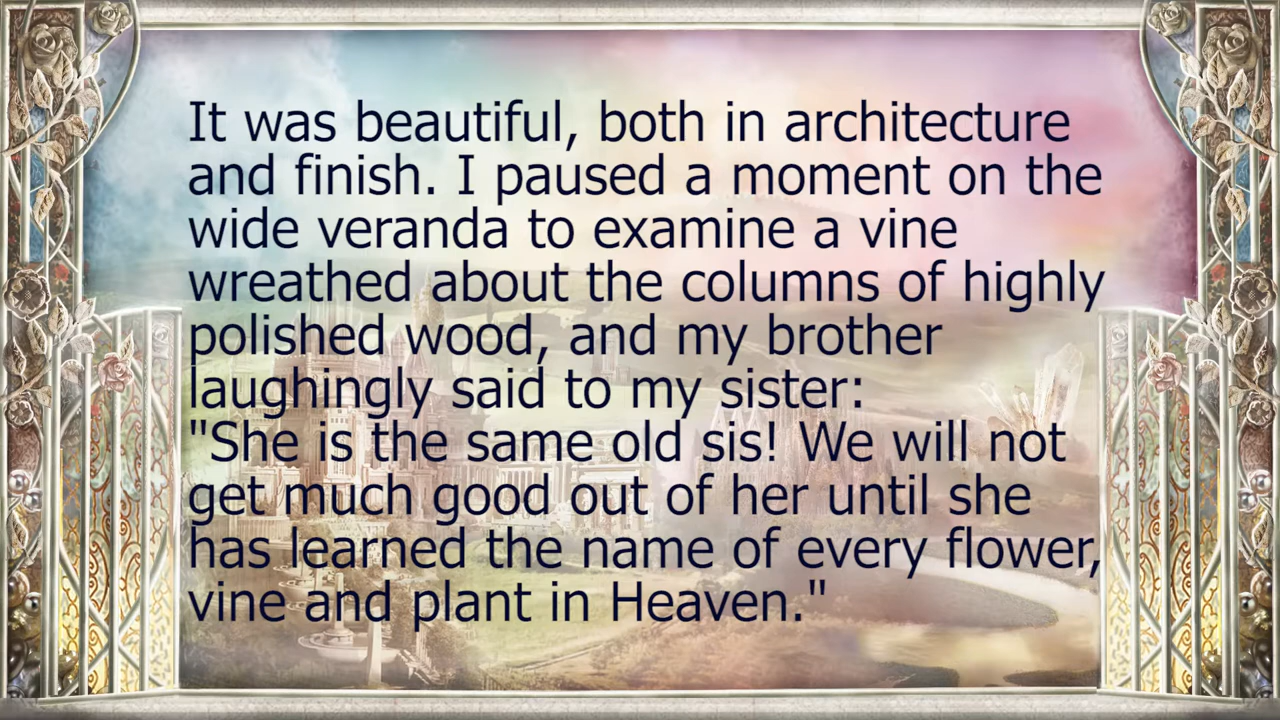 It was beautiful, both in architecture
and finish. I paused a moment on the
wide veranda to examine a vine
wreathed about the columns of highly
polished wood, and my brother
laughingly said to my sister:
"She is the same old sis! We will not
get much good out of her until she
has learned the name of every flower,
vine and plant in Heaven."